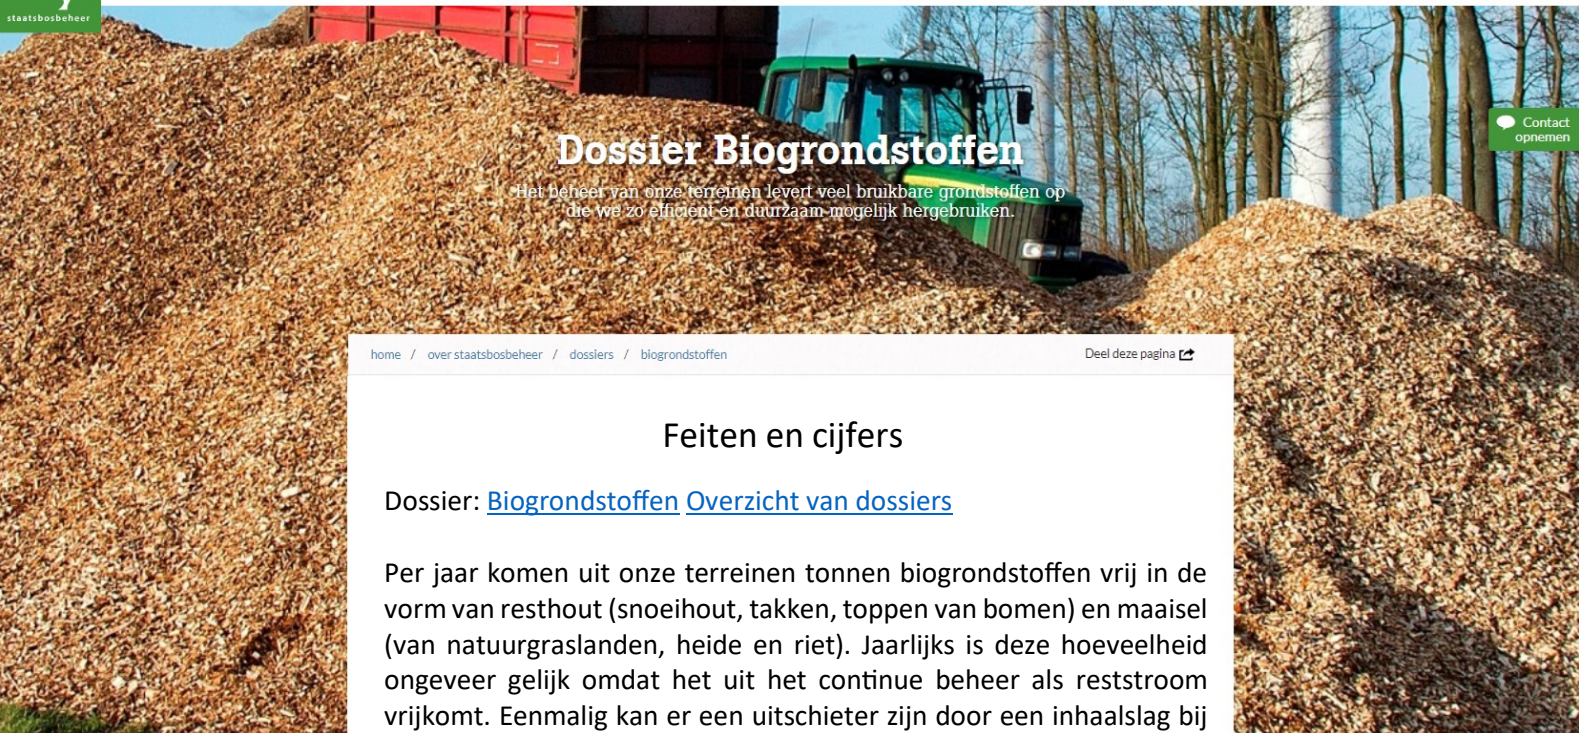 staatsbosbeheer
Contact
opnemen
Dossier Biogrondstoffen
Het beheer van onze terreinen levert veel bruikbare grondstoffen op
die we zo efficiënt en duurzaam mogelijk hergebruiken.
home / over staatsbosbeheer / dossiers / biogrondstoffen
Deel deze pagina
Feiten en cijfers
Dossier: Biogrondstoffen Overzicht van dossiers
Per jaar komen uit onze terreinen tonnen biogrondstoffen vrij in de
vorm van resthout (snoeihout, takken, toppen van bomen) en maaisel
(van natuurgraslanden, heide en riet). Jaarlijks is deze hoeveelheid
ongeveer gelijk omdat het uit het continue beheer als reststroom
vrijkomt. Eenmalig kan er een uitschieter zijn door een inhaalslag bij